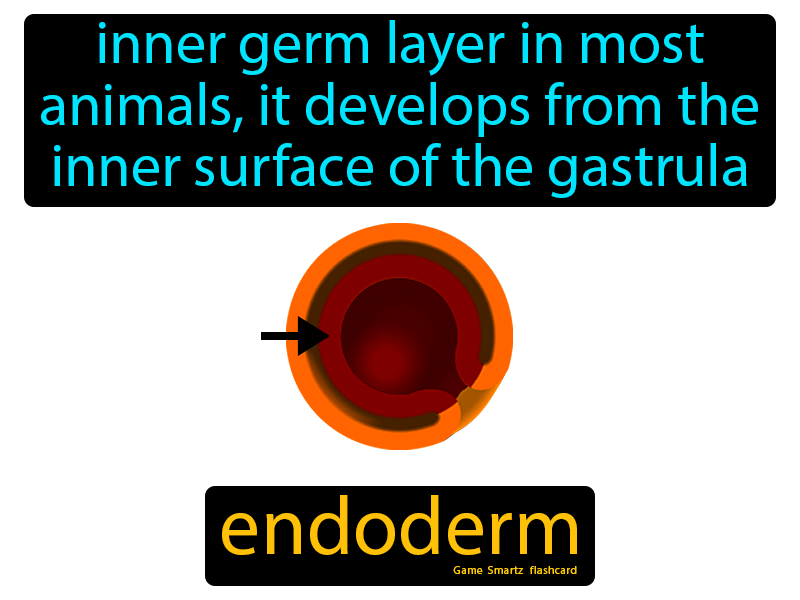 inner germ layer in most
animals, it develops from the
inner surface of the gastrula
endoderm
Game Smartz flashcard